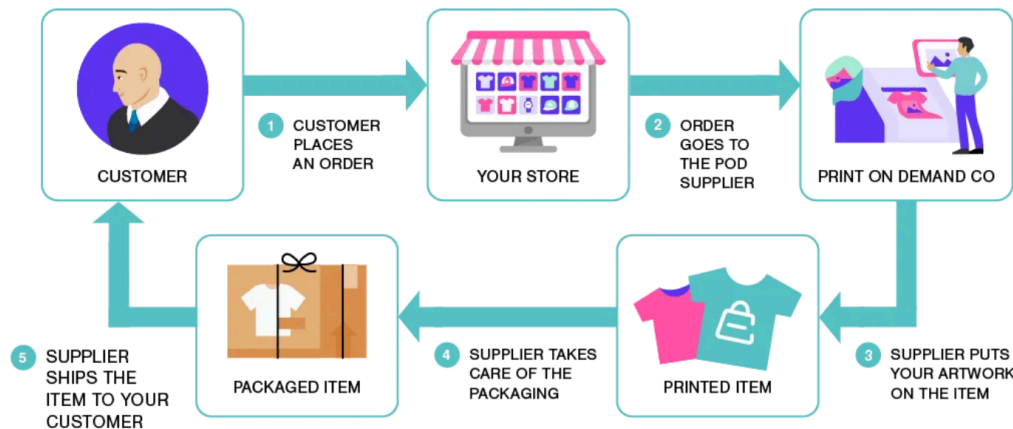 1 CUSTOMER
PLACES
AN ORDER
2 ORDER
GOES TO
THE POD
SUPPLIER
CUSTOMER
YOUR STORE
PRINT ON DEMAND CO
5 SUPPLIER
SHIPS THE
ITEM TO YOUR
CUSTOMER
PACKAGED ITEM
4 SUPPLIER TAKES
CARE OF THE
PACKAGING
PRINTED ITEM
3 SUPPLIER PUTS
YOUR ARTWORK
ON THE ITEM